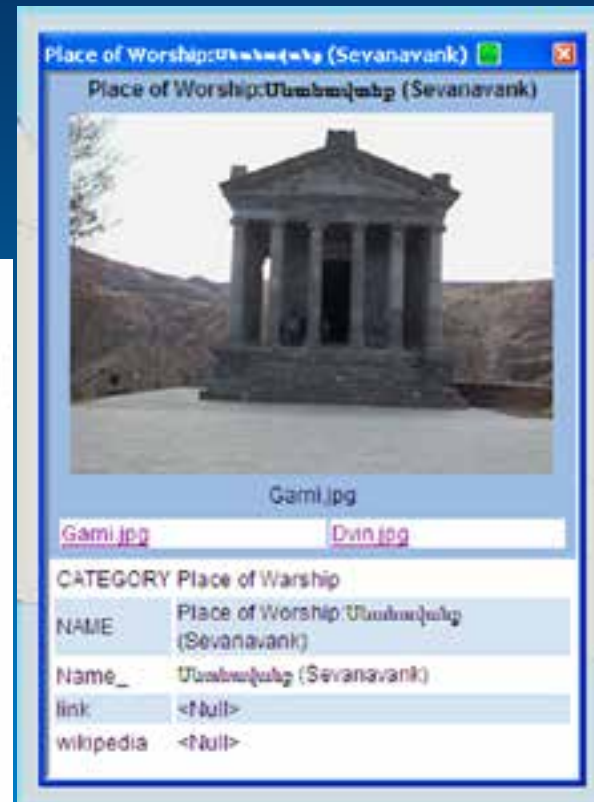 Place of Worship: (Sevanavank)
Place of Worship: (Sevanavank)
Garni.jpg
Garni.jpg Dvin.jpg
CATEGORY Place of Warship
NAME Place of Worship:
(Sevanavank)
Name_ (Sevanavank)
link <Null>
wikipedia <Null>